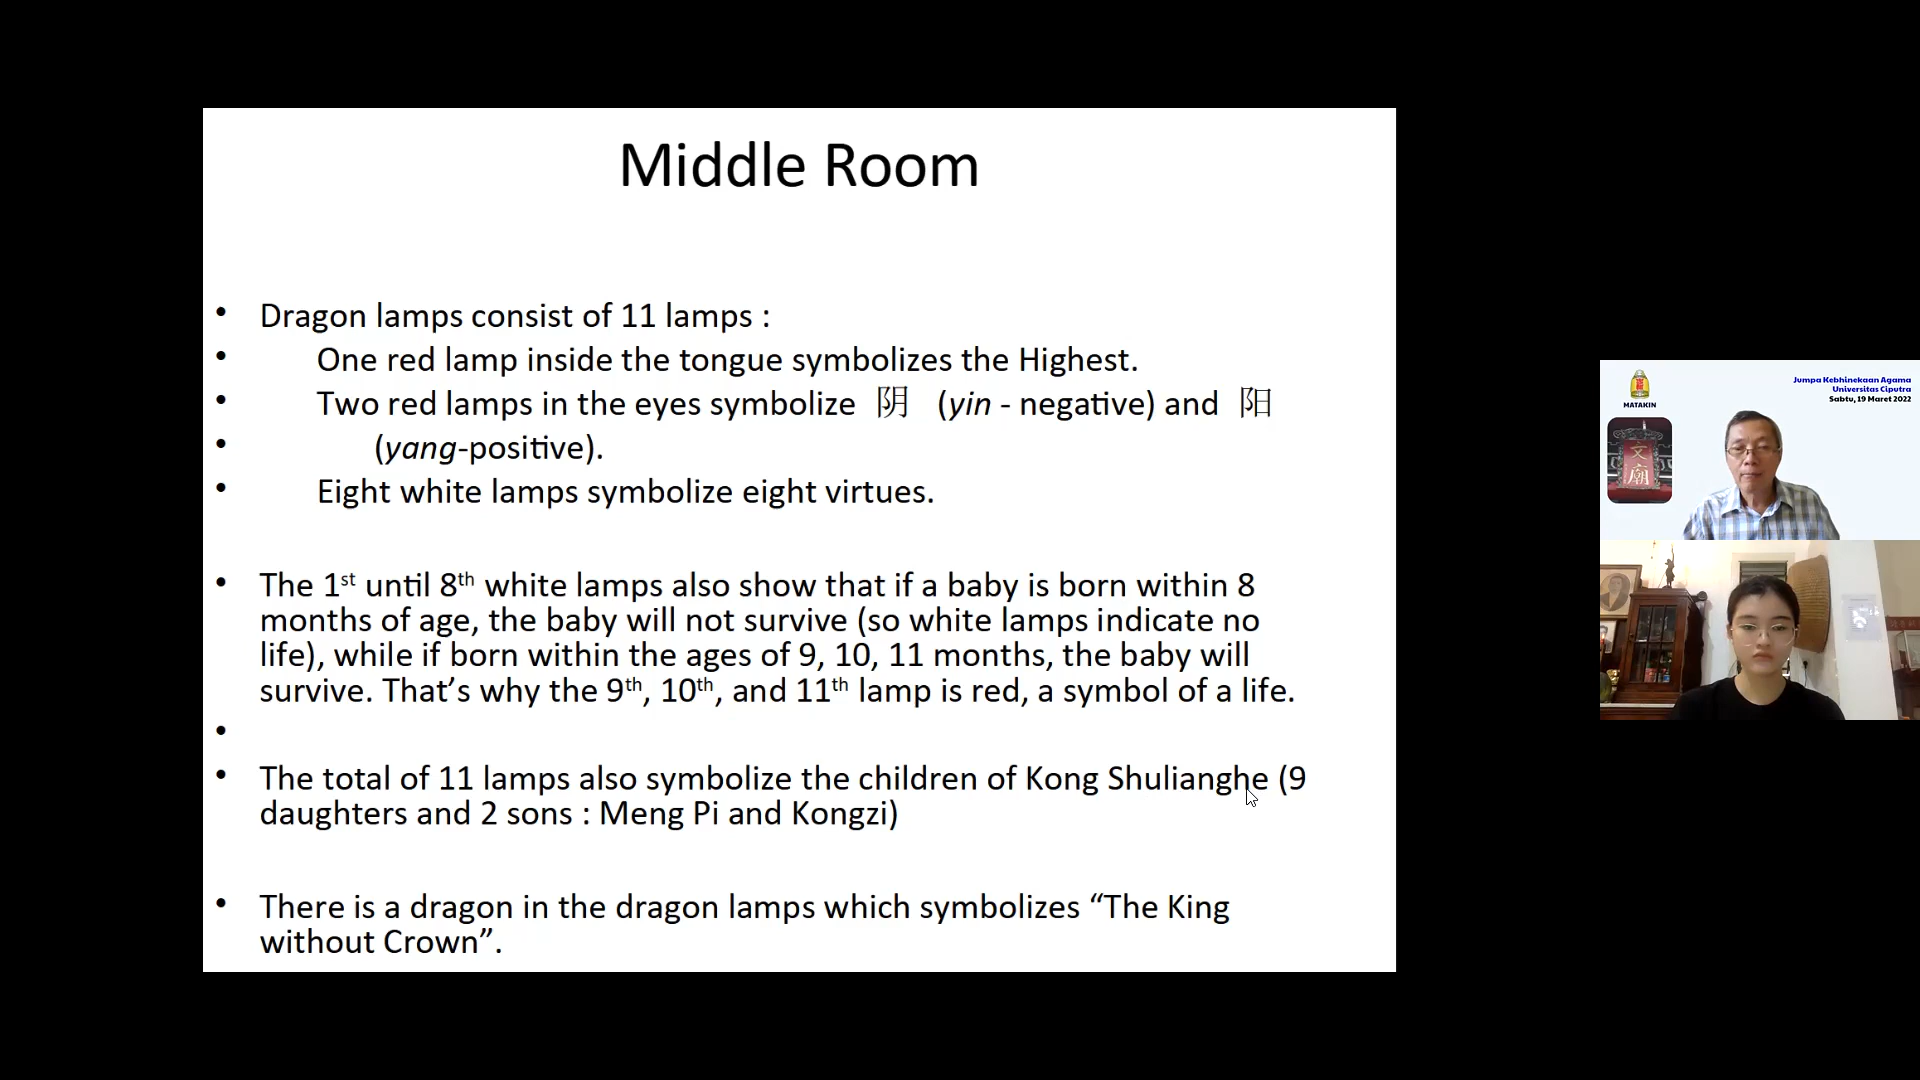 Middle Room
• Dragon lamps consist of 11 lamps :
• One red lamp inside the tongue symbolizes the Highest.
• Two red lamps in the eyes symbolize 阴 (yin - negative) and 阳
• (yang-positive).
• Eight white lamps symbolize eight virtues.
• The 1st until 8th white lamps also show that if a baby is born within 8
months of age, the baby will not survive (so white lamps indicate no
life), while if born within the ages of 9, 10, 11 months, the baby will
survive. That’s why the 9th, 10th, and 11th lamp is red, a symbol of a life.
•
• The total of 11 lamps also symbolize the children of Kong Shulianghe (9
daughters and 2 sons : Meng Pi and Kongzi)
• There is a dragon in the dragon lamps which symbolizes “The King
without Crown”.
MATAKIN
Jumpa Kebhinekaan Agama
Universitas Ciputra
Sabtu, 19 Maret 2022
文
廟